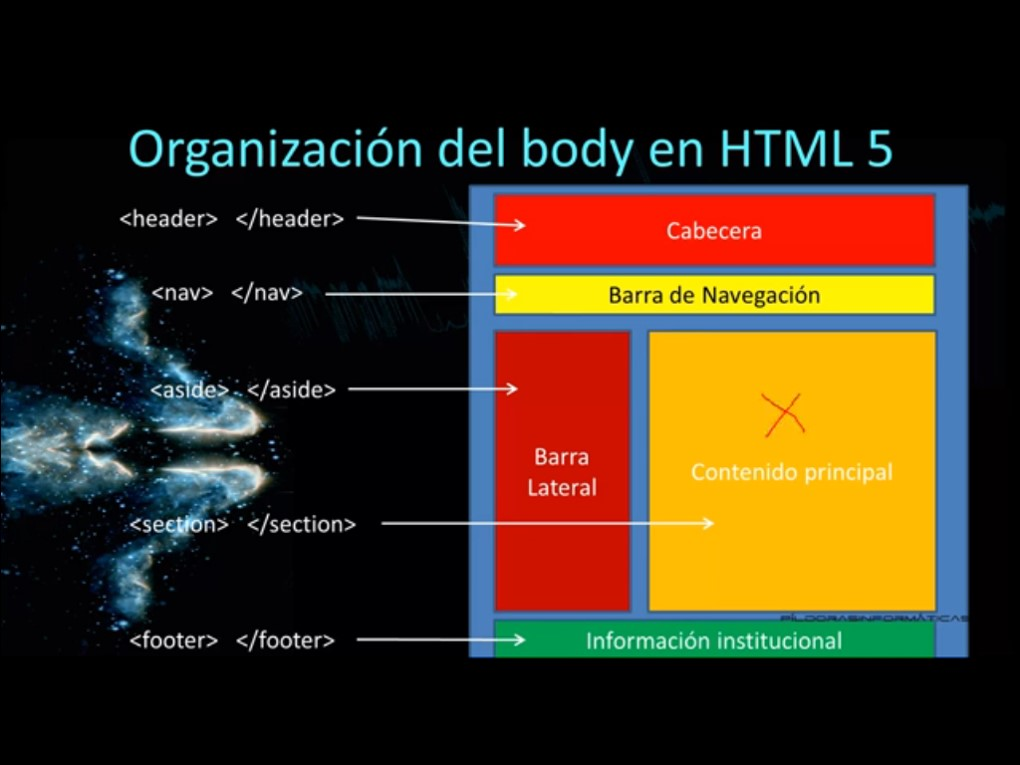 Organización del body en HTML 5
<header> </header>
Cabecera
<nav> </nav>
Barra de Navegación
<aside> </aside>
Barra
Lateral
Contenido principal
<section> </section>
PÍLDORASINFORMÁTICAS
<footer> </footer>
Información institucional